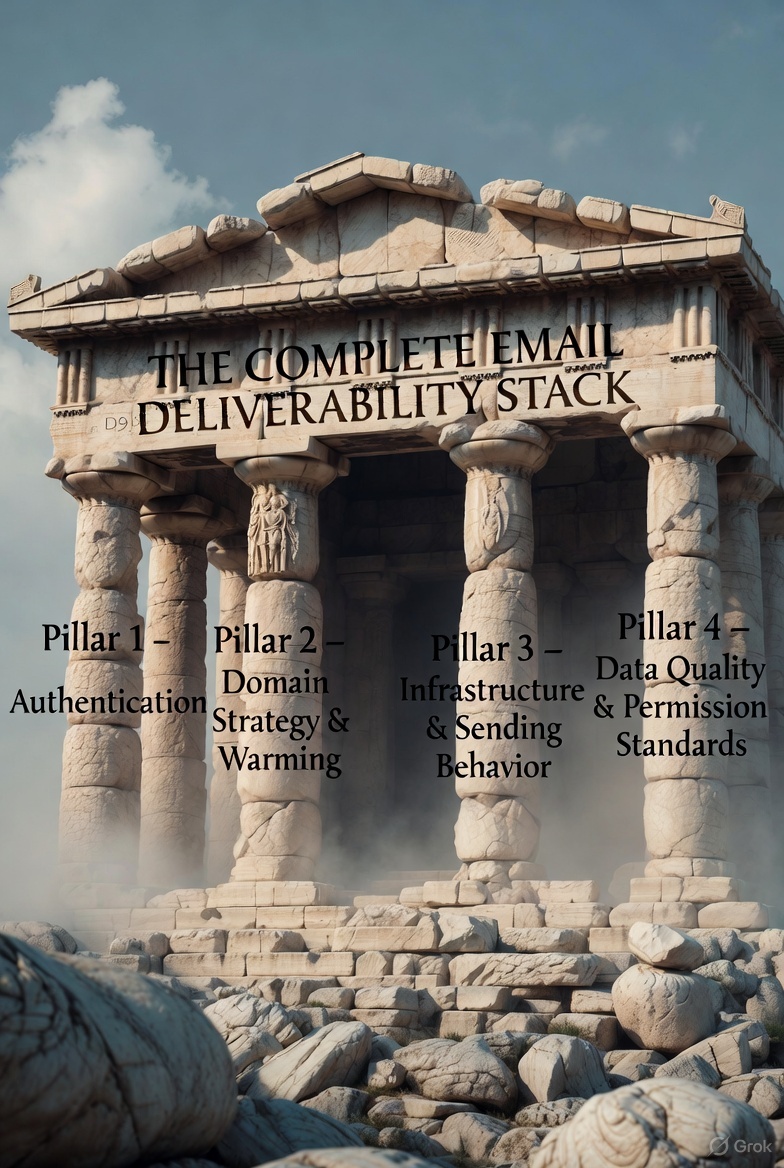 THE COMPLETE EMAIL
DELIVERABILITY STACK
Pillar 1 –
Authentication
Pillar 2 –
Domain
Strategy &
Warming
Pillar 3 –
Infrastructure
& Sending
Behavior
Pillar 4 –
Data Quality
& Permission
Standards
Grok